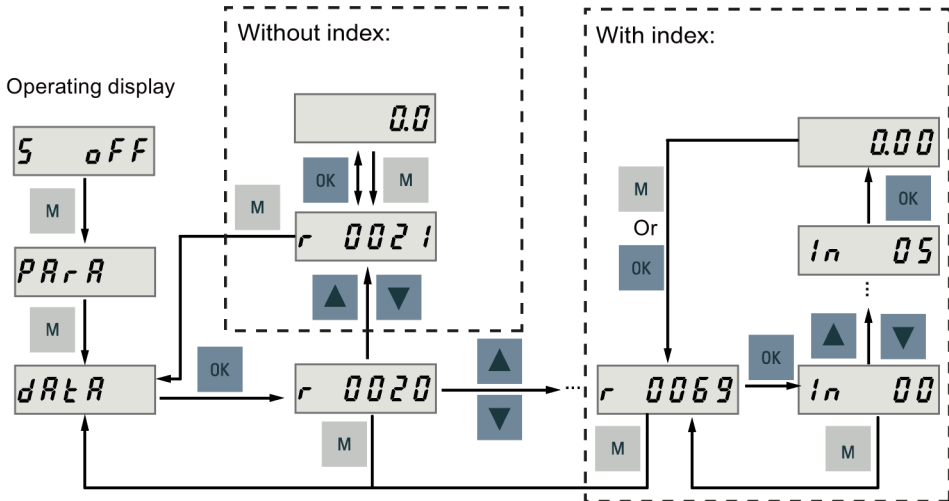 Without index:
With index:
Operating display
0.0
S oFF
0.00
OK
M
M
M
OK
M
Or
r 0021
In 05
PArA
OK
M
OK
OK
dAtA
r 0020
...
r 0069
In 00
M
M
M